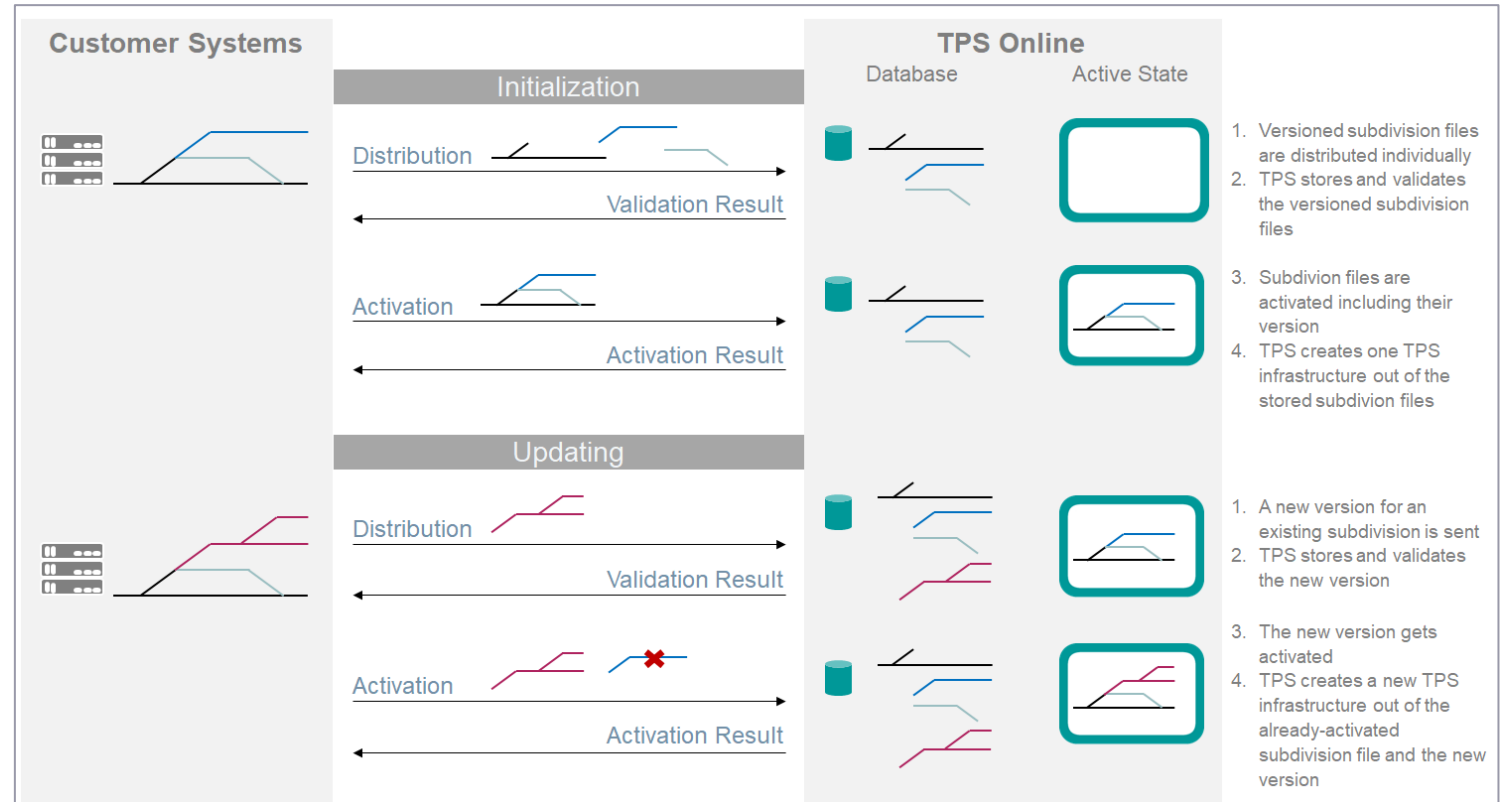 Customer Systems
TPS Online
Database
Active State
Initialization
Distribution
Validation Result
1. Versioned subdivision files
are distributed individually
2. TPS stores and validates
the versioned subdivision
files
Activation
Activation Result
3. Subdivion files are
activated including their
version
4. TPS creates one TPS
infrastructure out of the
stored subdivion files
Updating
Distribution
Validation Result
1. A new version for an
existing subdivision is sent
2. TPS stores and validates
the new version
Activation
Activation Result
3. The new version gets
activated
4. TPS creates a new TPS
infrastructure out of the
already-activated
subdivision file and the new
version